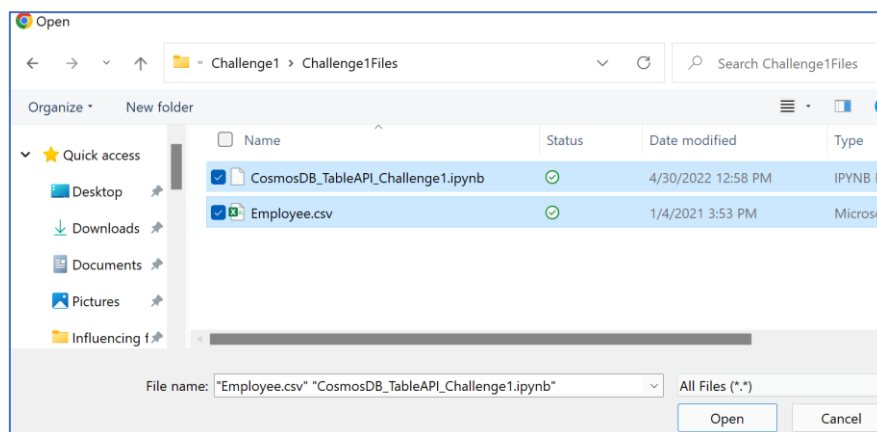 Open
Challenge1 > Challenge1Files
Search Challenge1Files
Organize
New folder
Name
Status
Date modified
Type
Quick access
Desktop
Downloads
Documents
Pictures
Influencing f
CosmosDB_TableAPI_Challenge1.ipynb
4/30/2022 12:58 PM
IPYNB
Employee.csv
1/4/2021 3:53 PM
Micros
File name: "Employee.csv" "CosmosDB_TableAPI_Challenge1.ipynb"
All Files (*.*)
Open
Cancel